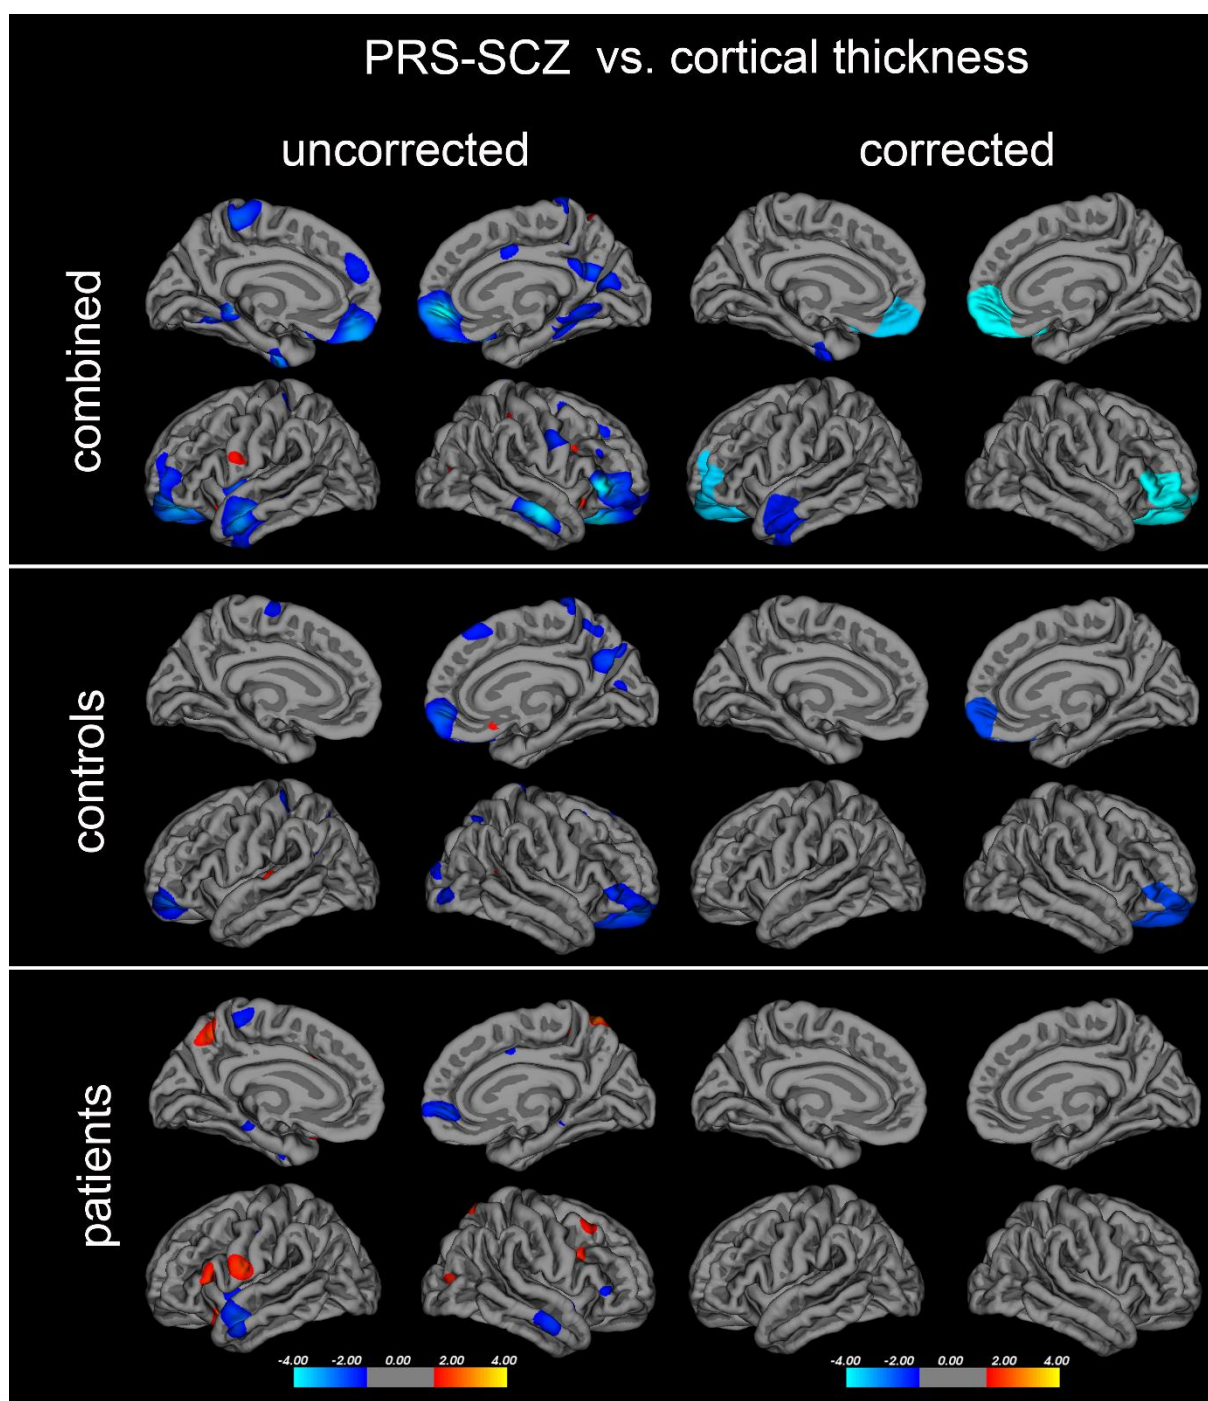 PRS-SCZ vs. cortical thickness
uncorrected
corrected
combined
controls
patients
-4.00 -2.00 0.00 2.00 4.00
-4.00 -2.00 0.00 2.00 4.00